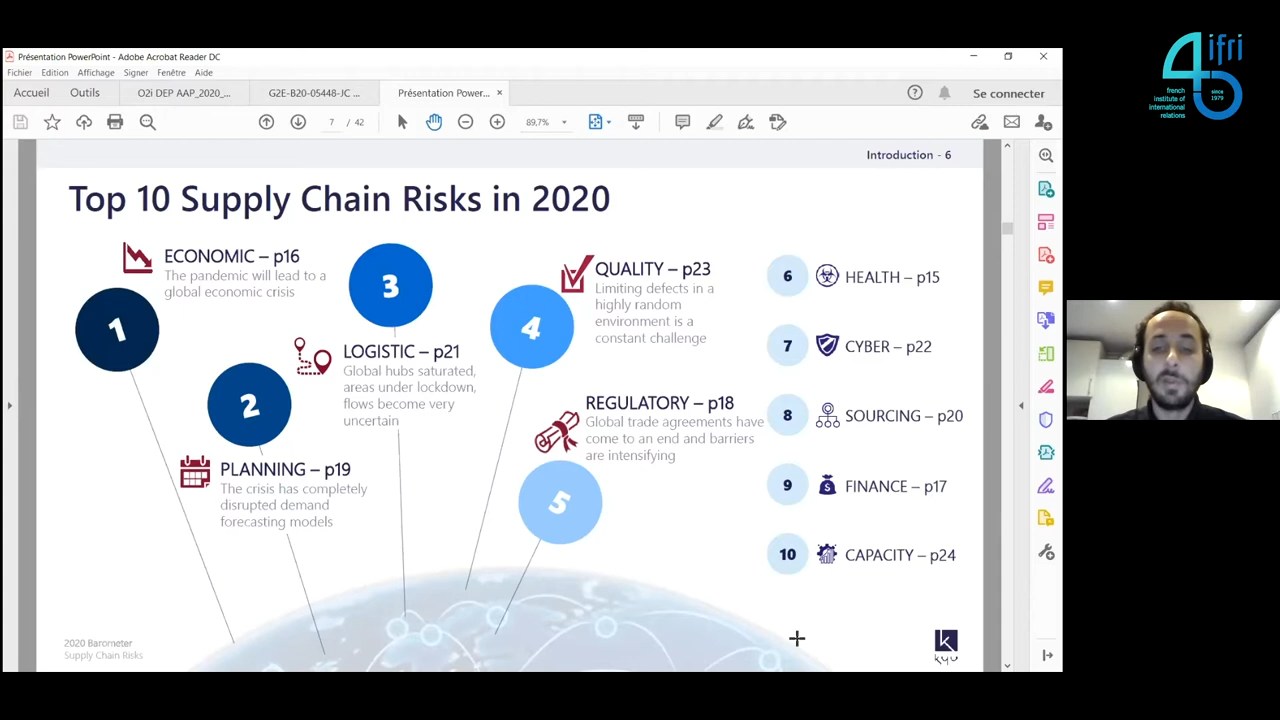 Présentation PowerPoint - Adobe Acrobat Reader DC
Fichier Edition Affichage Signer Fenêtre Aide
Accueil Outils O2i DEP AAP_2020_... G2E-B20-05448-JC ... Présentation Power... ×
Se connecter
7 / 42 89,7%
Introduction - 6
Top 10 Supply Chain Risks in 2020
1
ECONOMIC – p16
The pandemic will lead to a
global economic crisis
2
PLANNING – p19
The crisis has completely
disrupted demand
forecasting models
3
LOGISTIC – p21
Global hubs saturated,
areas under lockdown,
flows become very
uncertain
4
QUALITY – p23
Limiting defects in a
highly random
environment is a
constant challenge
5
REGULATORY – p18
Global trade agreements have
come to an end and barriers
are intensifying
6 HEALTH – p15
7 CYBER – p22
8 SOURCING – p20
9 FINANCE – p17
10 CAPACITY – p24
2020 Barometer
Supply Chain Risks
k
kyu
45 ifri
french
institute of
international
relations
since
1979